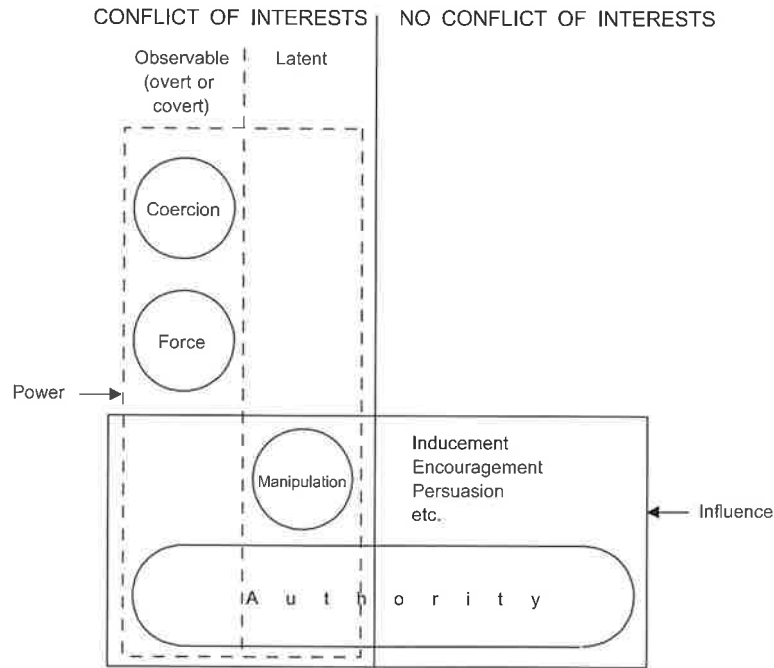 CONFLICT OF INTERESTS
NO CONFLICT OF INTERESTS
Observable
(overt or
covert)
Latent
Coercion
Force
Power
Manipulation
Inducement
Encouragement
Persuasion
etc.
Influence
A u t h o r i t y